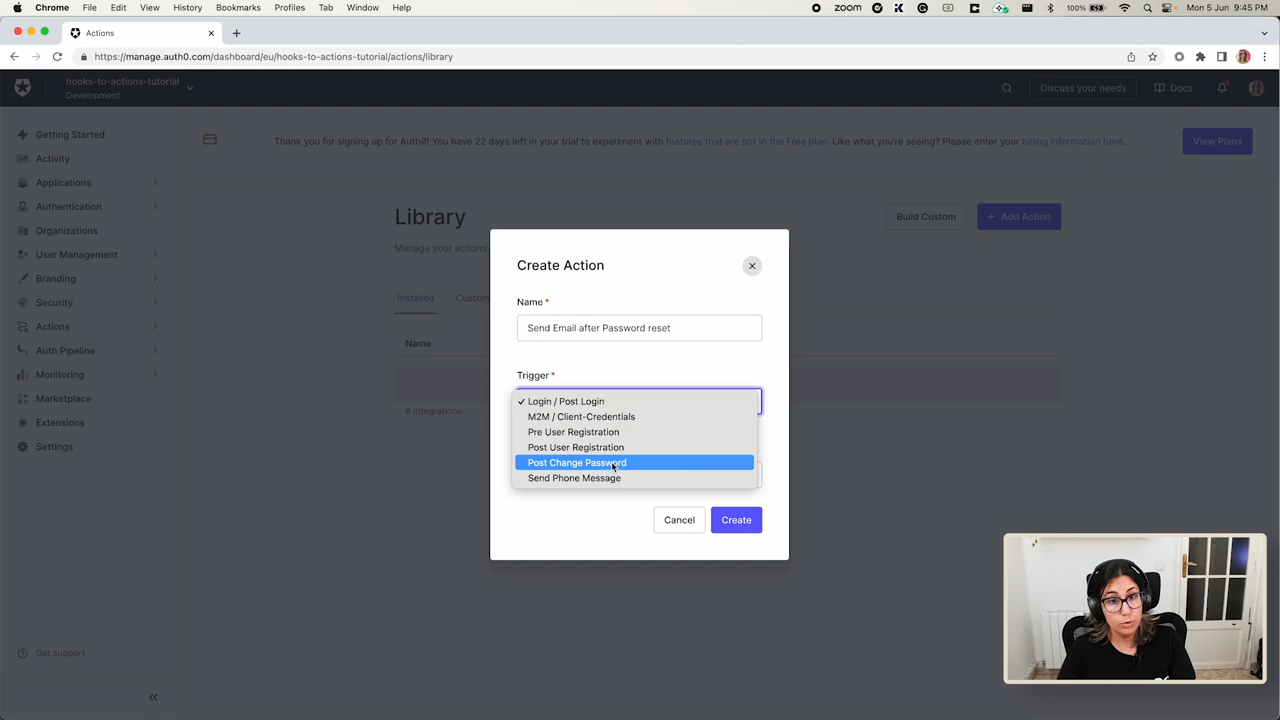 Chrome File Edit View History Bookmarks Profiles Tab Window Help
zoom 100% Mon 5 Jun 9:45 PM
Actions
https://manage.auth0.com/dashboard/eu/hooks-to-actions-tutorial/actions/library
hooks-to-actions-tutorial
Development
Discuss your needs
Docs
Getting Started
Activity
Applications
Authentication
Organizations
User Management
Branding
Security
Actions
Auth Pipeline
Monitoring
Marketplace
Extensions
Settings
Get support
Thank you for signing up for Auth0! You have 22 days left in your trial to experiment with features that are not in the Free plan. Like what you're seeing? Please enter your billing information here.
View Plans
Library
Build Custom
+ Add Action
Manage your actions
Installed
Custom
Name
0 integrations
Create Action
Name *
Send Email after Password reset
Trigger *
✓ Login / Post Login
M2M / Client-Credentials
Pre User Registration
Post User Registration
Post Change Password
Send Phone Message
Cancel
Create